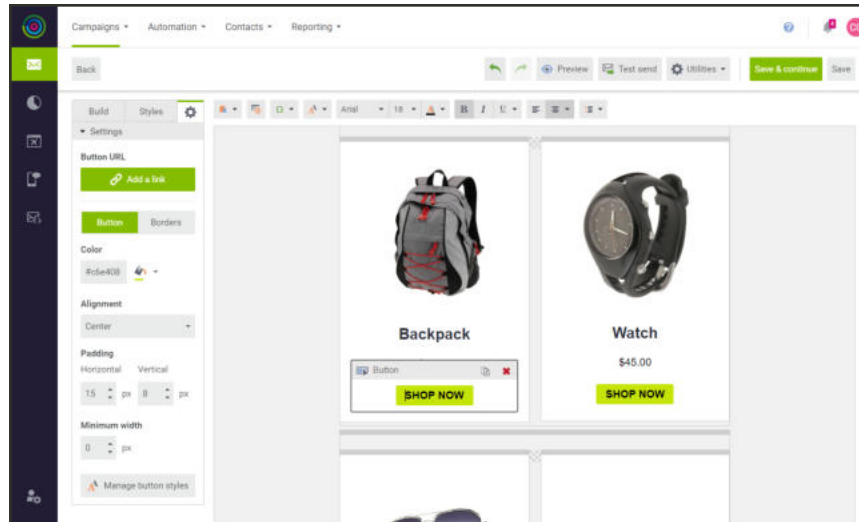 Campaigns Automation Contacts Reporting
Back
Preview Test send Utilities Save & continue Save
Build Styles
Arial 18 B I U
Settings
Button URL
Add a link
Button Borders
Color
#c6e408
Alignment
Center
Padding
Horizontal Vertical
15 px 8 px
Minimum width
0 px
Manage button styles
Backpack
Button
SHOP NOW
Watch
$45.00
SHOP NOW